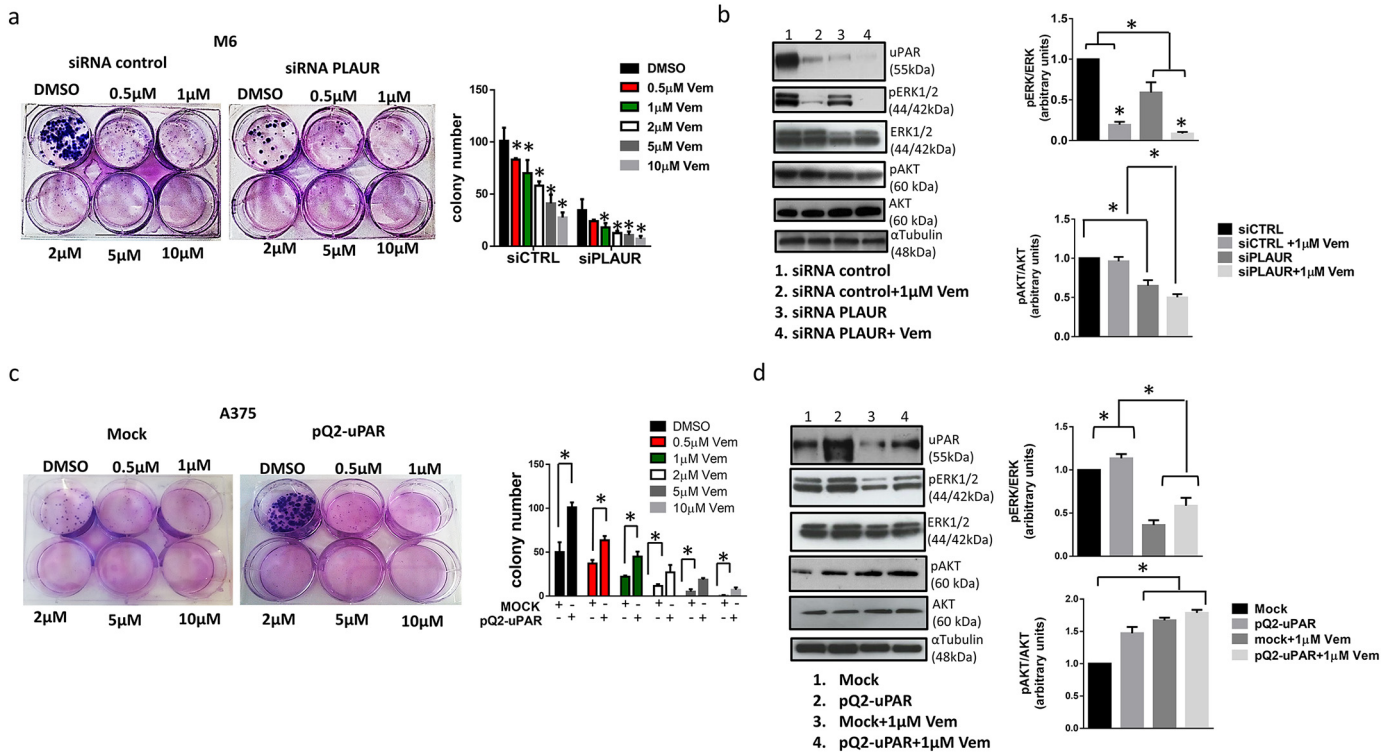 a
M6
siRNA control
siRNA PLAUR
DMSO 0.5µM 1µM
DMSO 0.5µM 1µM
2µM 5µM 10µM
2µM 5µM 10µM
colony number
150
100
50
0
DMSO
0.5µM Vem
1µM Vem
2µM Vem
5µM Vem
10µM Vem
* * * * *
* * * *
siCTRL siPLAUR
b
1 2 3 4
uPAR
(55kDa)
pERK1/2
(44/42kDa)
ERK1/2
(44/42kDa)
pAKT
(60 kDa)
AKT
(60 kDa)
αTubulin
(48kDa)
1. siRNA control
2. siRNA control+1µM Vem
3. siRNA PLAUR
4. siRNA PLAUR+ Vem
pERK/ERK
(arbitrary units)
1.5
1.0
0.5
0.0
*
* *
pAKT/AKT
(arbitrary units)
1.5
1.0
0.5
0.0
*
*
siCTRL
siCTRL +1µM Vem
siPLAUR
siPLAUR+1µM Vem
c
A375
Mock
pQ2-uPAR
DMSO 0.5µM 1µM
DMSO 0.5µM 1µM
2µM 5µM 10µM
2µM 5µM 10µM
colony number
150
100
50
0
DMSO
0.5µM Vem
1µM Vem
2µM Vem
5µM Vem
10µM Vem
* * * * * *
MOCK + - + - + - + - + - + -
pQ2-uPAR - + - + - + - + - + - +
d
1 2 3 4
uPAR
(55kDa)
pERK1/2
(44/42kDa)
ERK1/2
(44/42kDa)
pAKT
(60 kDa)
AKT
(60 kDa)
αTubulin
(48kDa)
1. Mock
2. pQ2-uPAR
3. Mock+1µM Vem
4. pQ2-uPAR+1µM Vem
pERK/ERK
(arbitrary units)
1.5
1.0
0.5
0.0
* *
pAKT/AKT
(arbitrary units)
2.0
1.5
1.0
0.5
0.0
*
Mock
pQ2-uPAR
mock+1µM Vem
pQ2-uPAR+1µM Vem